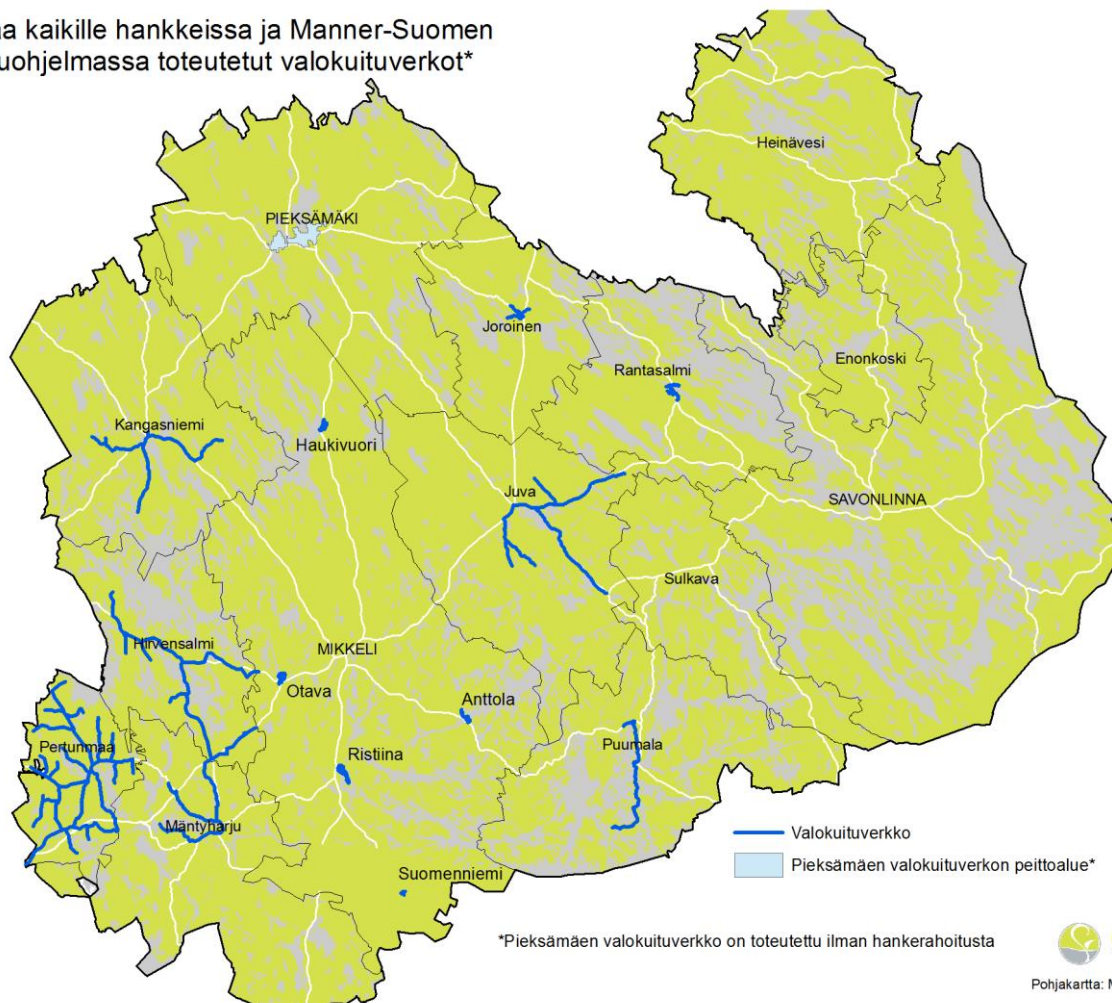 aa kaikille hankkeissa ja Manner-Suomen
uohjelmassa toteutetut valokuituverkot*
Heinävesi
PIEKSÄMÄKI
Joroinen
Enonkoski
Rantasalmi
Kangasniemi
Haukivuori
Juva
SAVONLINNA
Sulkava
Hirvensalmi
MIKKELI
Otava
Anttola
Pertunmaa
Ristiina
Puumala
Mäntyharju
Valokuituverkko
Pieksämäen valokuituverkon peittoalue*
Suomenniemi
*Pieksämäen valokuituverkko on toteutettu ilman hankerahoitusta
Pohjakartta: M